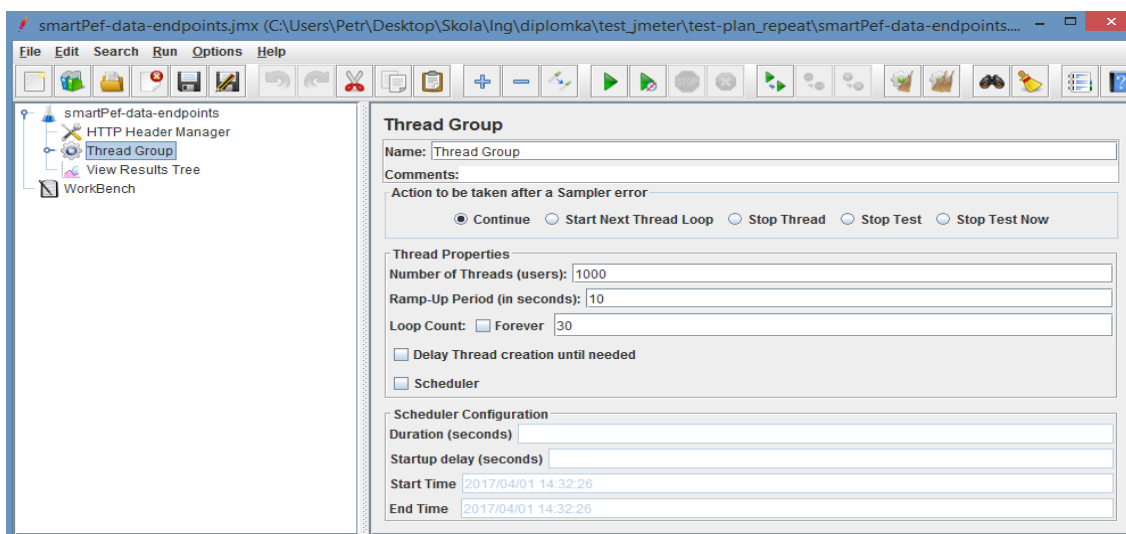 smartPef-data-endpoints.jmx (C:\Users\Petr\Desktop\Skola\Ing\diplomka\test_jmeter\test-plan_repeat\smartPef-data-endpoints....
File Edit Search Run Options Help
smartPef-data-endpoints
HTTP Header Manager
Thread Group
View Results Tree
WorkBench
Thread Group
Name: Thread Group
Comments:
Action to be taken after a Sampler error
Continue Start Next Thread Loop Stop Thread Stop Test Stop Test Now
Thread Properties
Number of Threads (users): 1000
Ramp-Up Period (in seconds): 10
Loop Count: Forever 30
Delay Thread creation until needed
Scheduler
Scheduler Configuration
Duration (seconds)
Startup delay (seconds)
Start Time 2017/04/01 14:32:26
End Time 2017/04/01 14:32:26